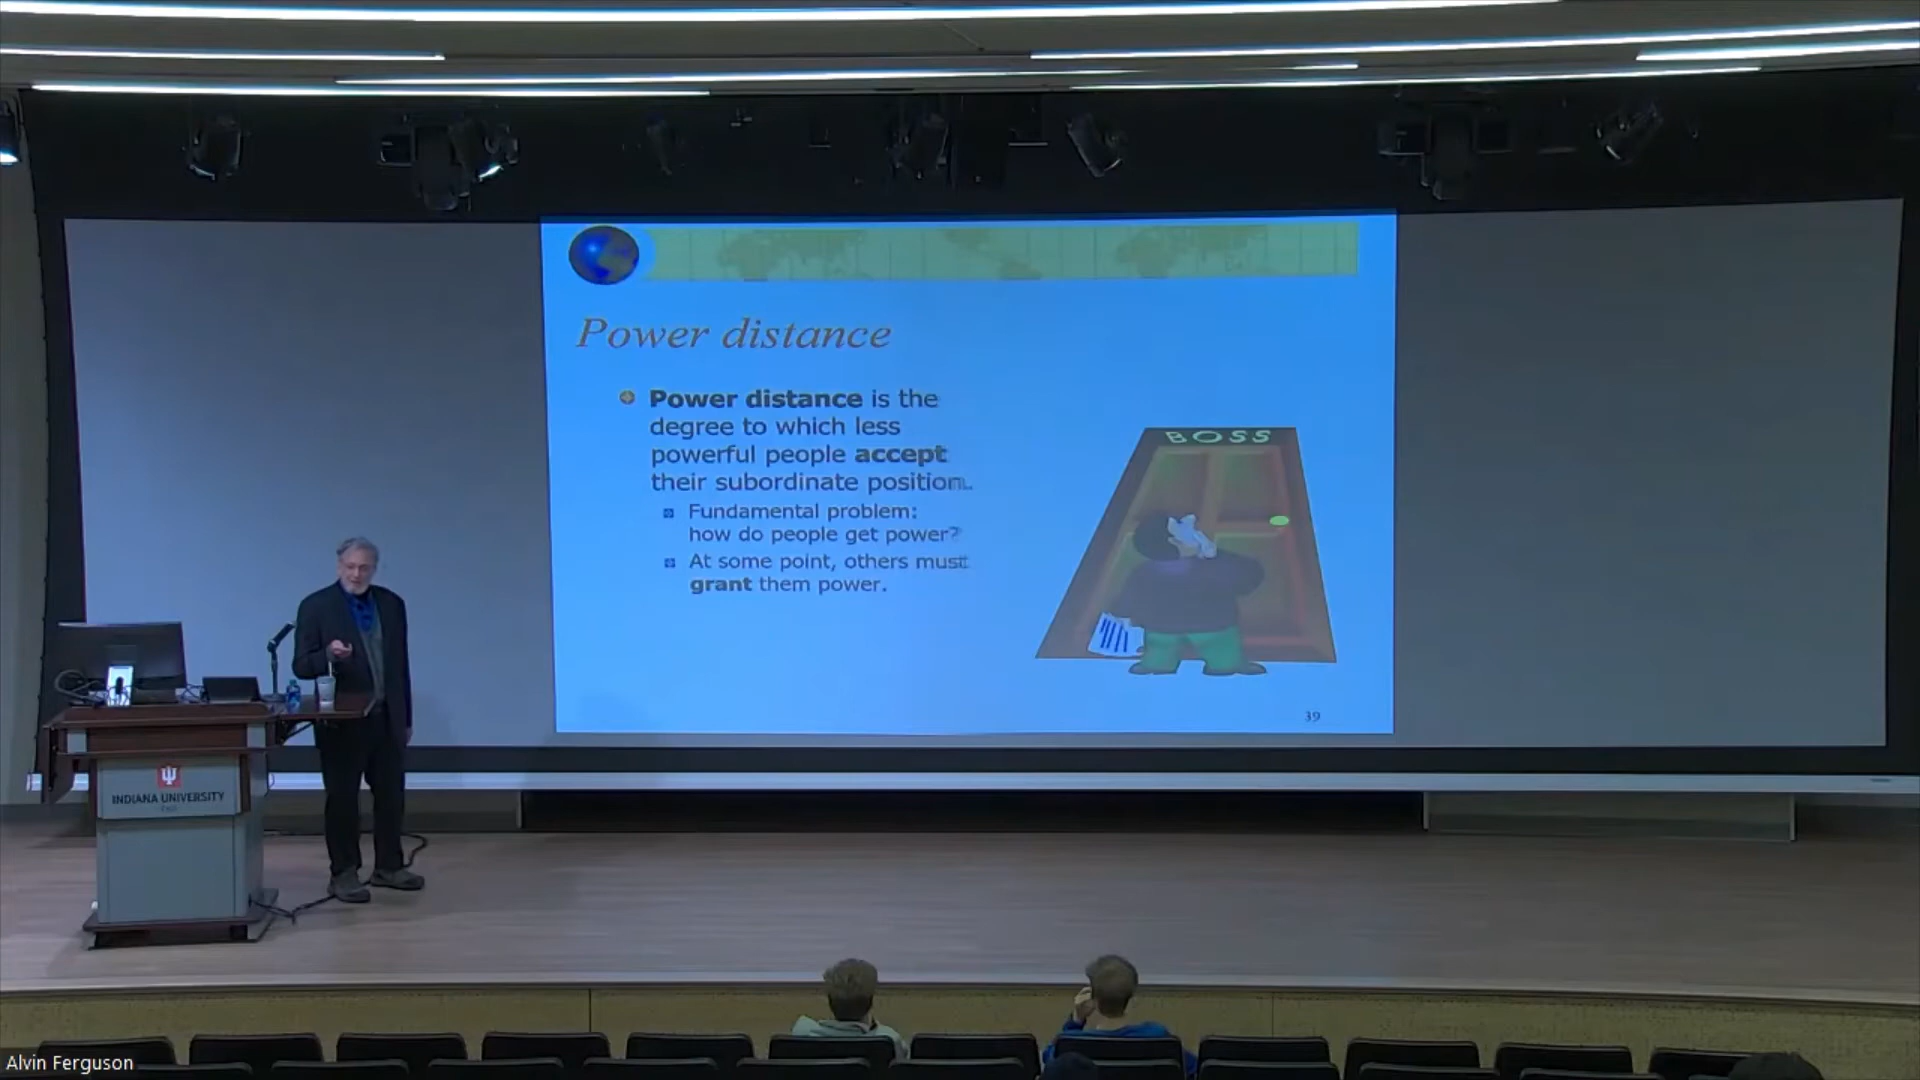 Power distance
Power distance is the
degree to which less
powerful people accept
their subordinate position.
Fundamental problem:
how do people get power?
At some point, others must
grant them power.
BOSS
39
INDIANA UNIVERSITY
Alvin Ferguson